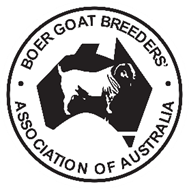 • BOER GOAT BREEDERS' •
ASSOCIATION OF AUSTRALIA